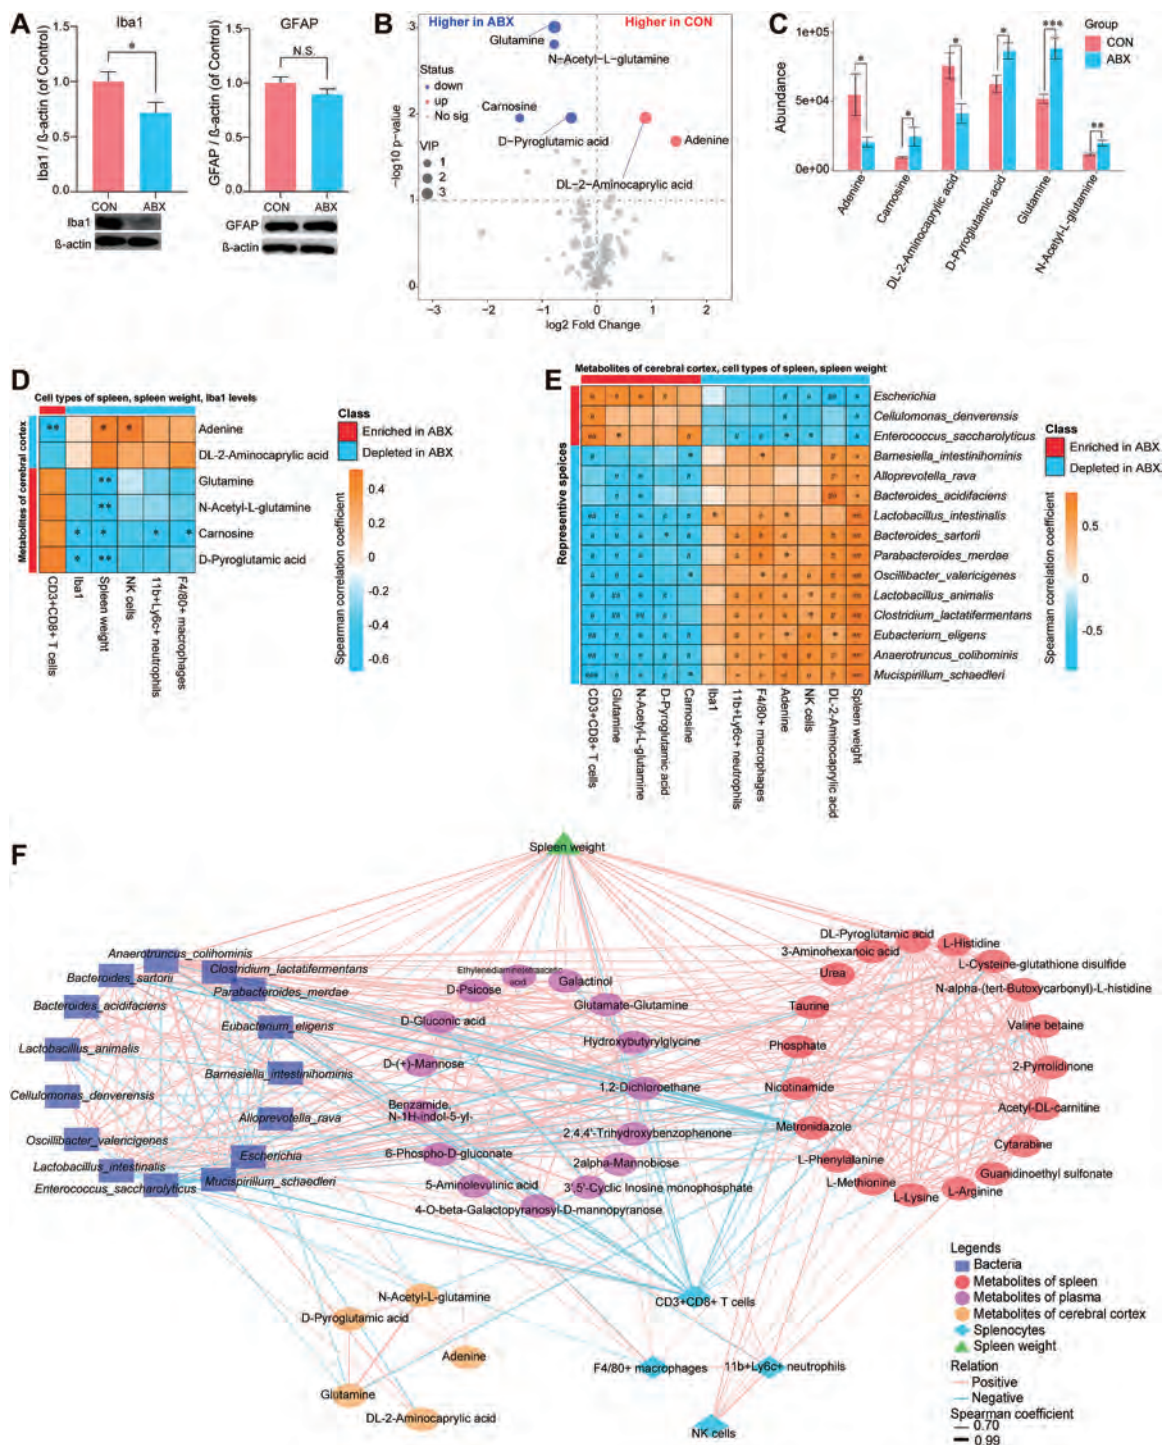 A
Iba1
Iba1 / ß-actin (of Control)
1.5
1.0
0.5
0.0
*
CON
ABX
Iba1
ß-actin
GFAP
GFAP / ß-actin (of Control)
1.5
1.0
0.5
0.0
N.S.
CON
ABX
GFAP
ß-actin
B
Higher in ABX
Higher in CON
Glutamine
N-Acetyl-L-glutamine
Status
down
up
No sig
VIP
1
2
3
Carnosine
D-Pyroglutamic acid
Adenine
DL-2-Aminocaprylic acid
-log10 p-value
3
2
1
0
-3
-2
-1
0
1
2
log2 Fold Change
C
Abundance
1e+05
5e+04
0e+00
*
*
*
*
***
**
Group
CON
ABX
Adenine
Carnosine
DL-2-Aminocaprylic acid
D-Pyroglutamic acid
Glutamine
N-Acetyl-L-glutamine
D
Cell types of spleen, spleen weight, Iba1 levels
Metabolites of cerebral cortex
Adenine
DL-2-Aminocaprylic acid
Glutamine
N-Acetyl-L-glutamine
Carnosine
D-Pyroglutamic acid
CD3+CD8+ T cells
Iba1
Spleen weight
NK cells
11b+Ly6c+ neutrophils
F4/80+ macrophages
Class
Enriched in ABX
Depleted in ABX
Spearman correlation coefficient
0.4
0.2
0
-0.2
-0.4
-0.6
E
Metabolites of cerebral cortex, cell types of spleen, spleen weight
Representive speices
Escherichia
Cellulomonas_denverensis
Enterococcus_saccharolyticus
Barnesiella_intestinihominis
Alloprevotella_rava
Bacteroides_acidifaciens
Lactobacillus_intestinalis
Bacteroides_sartorii
Parabacteroides_merdae
Oscillibacter_valericigenes
Lactobacillus_animalis
Clostridium_lactatifermentans
Eubacterium_eligens
Anaerotruncus_colihominis
Mucispirillum_schaedleri
CD3+CD8+ T cells
Glutamine
N-Acetyl-L-glutamine
D-Pyroglutamic acid
Carnosine
Iba1
11b+Ly6c+ neutrophils
F4/80+ macrophages
Adenine
NK cells
DL-2-Aminocaprylic acid
Spleen weight
Class
Enriched in ABX
Depleted in ABX
Spearman correlation coefficient
0.5
0
-0.5
F
Spleen weight
Anaerotruncus_colihominis
Bacteroides_sartorii
Clostridium_lactatifermentans
Parabacteroides_merdae
Bacteroides_acidifaciens
Eubacterium_eligens
Lactobacillus_animalis
Barnesiella_intestinihominis
Cellulomonas_denverensis
Alloprevotella_rava
Oscillibacter_valericigenes
Escherichia
Lactobacillus_intestinalis
Enterococcus_saccharolyticus
Mucispirillum_schaedleri
acid
D-Psicose
Galactinol
D-Gluconic acid
Glutamate-Glutamine
Hydroxybutyrylglycine
D-(+)-Mannose
1,2-Dichloroethane
Benzamide,
N-1H-indol-5-yl-
2,4,4'-Trihydroxybenzophenone
6-Phospho-D-gluconate
2alpha-Mannobiose
5-Aminolevulinic acid
3',5'-Cyclic Inosine monophosphate
4-O-beta-Galactopyranosyl-D-mannopyranose
DL-Pyroglutamic acid
3-Aminohexanoic acid
L-Histidine
Urea
L-Cysteine-glutathione disulfide
N-alpha-(tert-Butoxycarbonyl)-L-histidine
Taurine
Valine betaine
Phosphate
2-Pyrrolidinone
Nicotinamide
Acetyl-DL-carnitine
Metronidazole
Cytarabine
L-Phenylalanine
Guanidinoethyl sulfonate
L-Methionine
L-Lysine
L-Arginine
N-Acetyl-L-glutamine
D-Pyroglutamic acid
Adenine
Glutamine
DL-2-Aminocaprylic acid
CD3+CD8+ T cells
F4/80+ macrophages
11b+Ly6c+ neutrophils
NK cells
Legends
Bacteria
Metabolites of spleen
Metabolites of plasma
Metabolites of cerebral cortex
Splenocytes
Spleen weight
Relation
Positive
Negative
Spearman coefficient
0.70
0.99